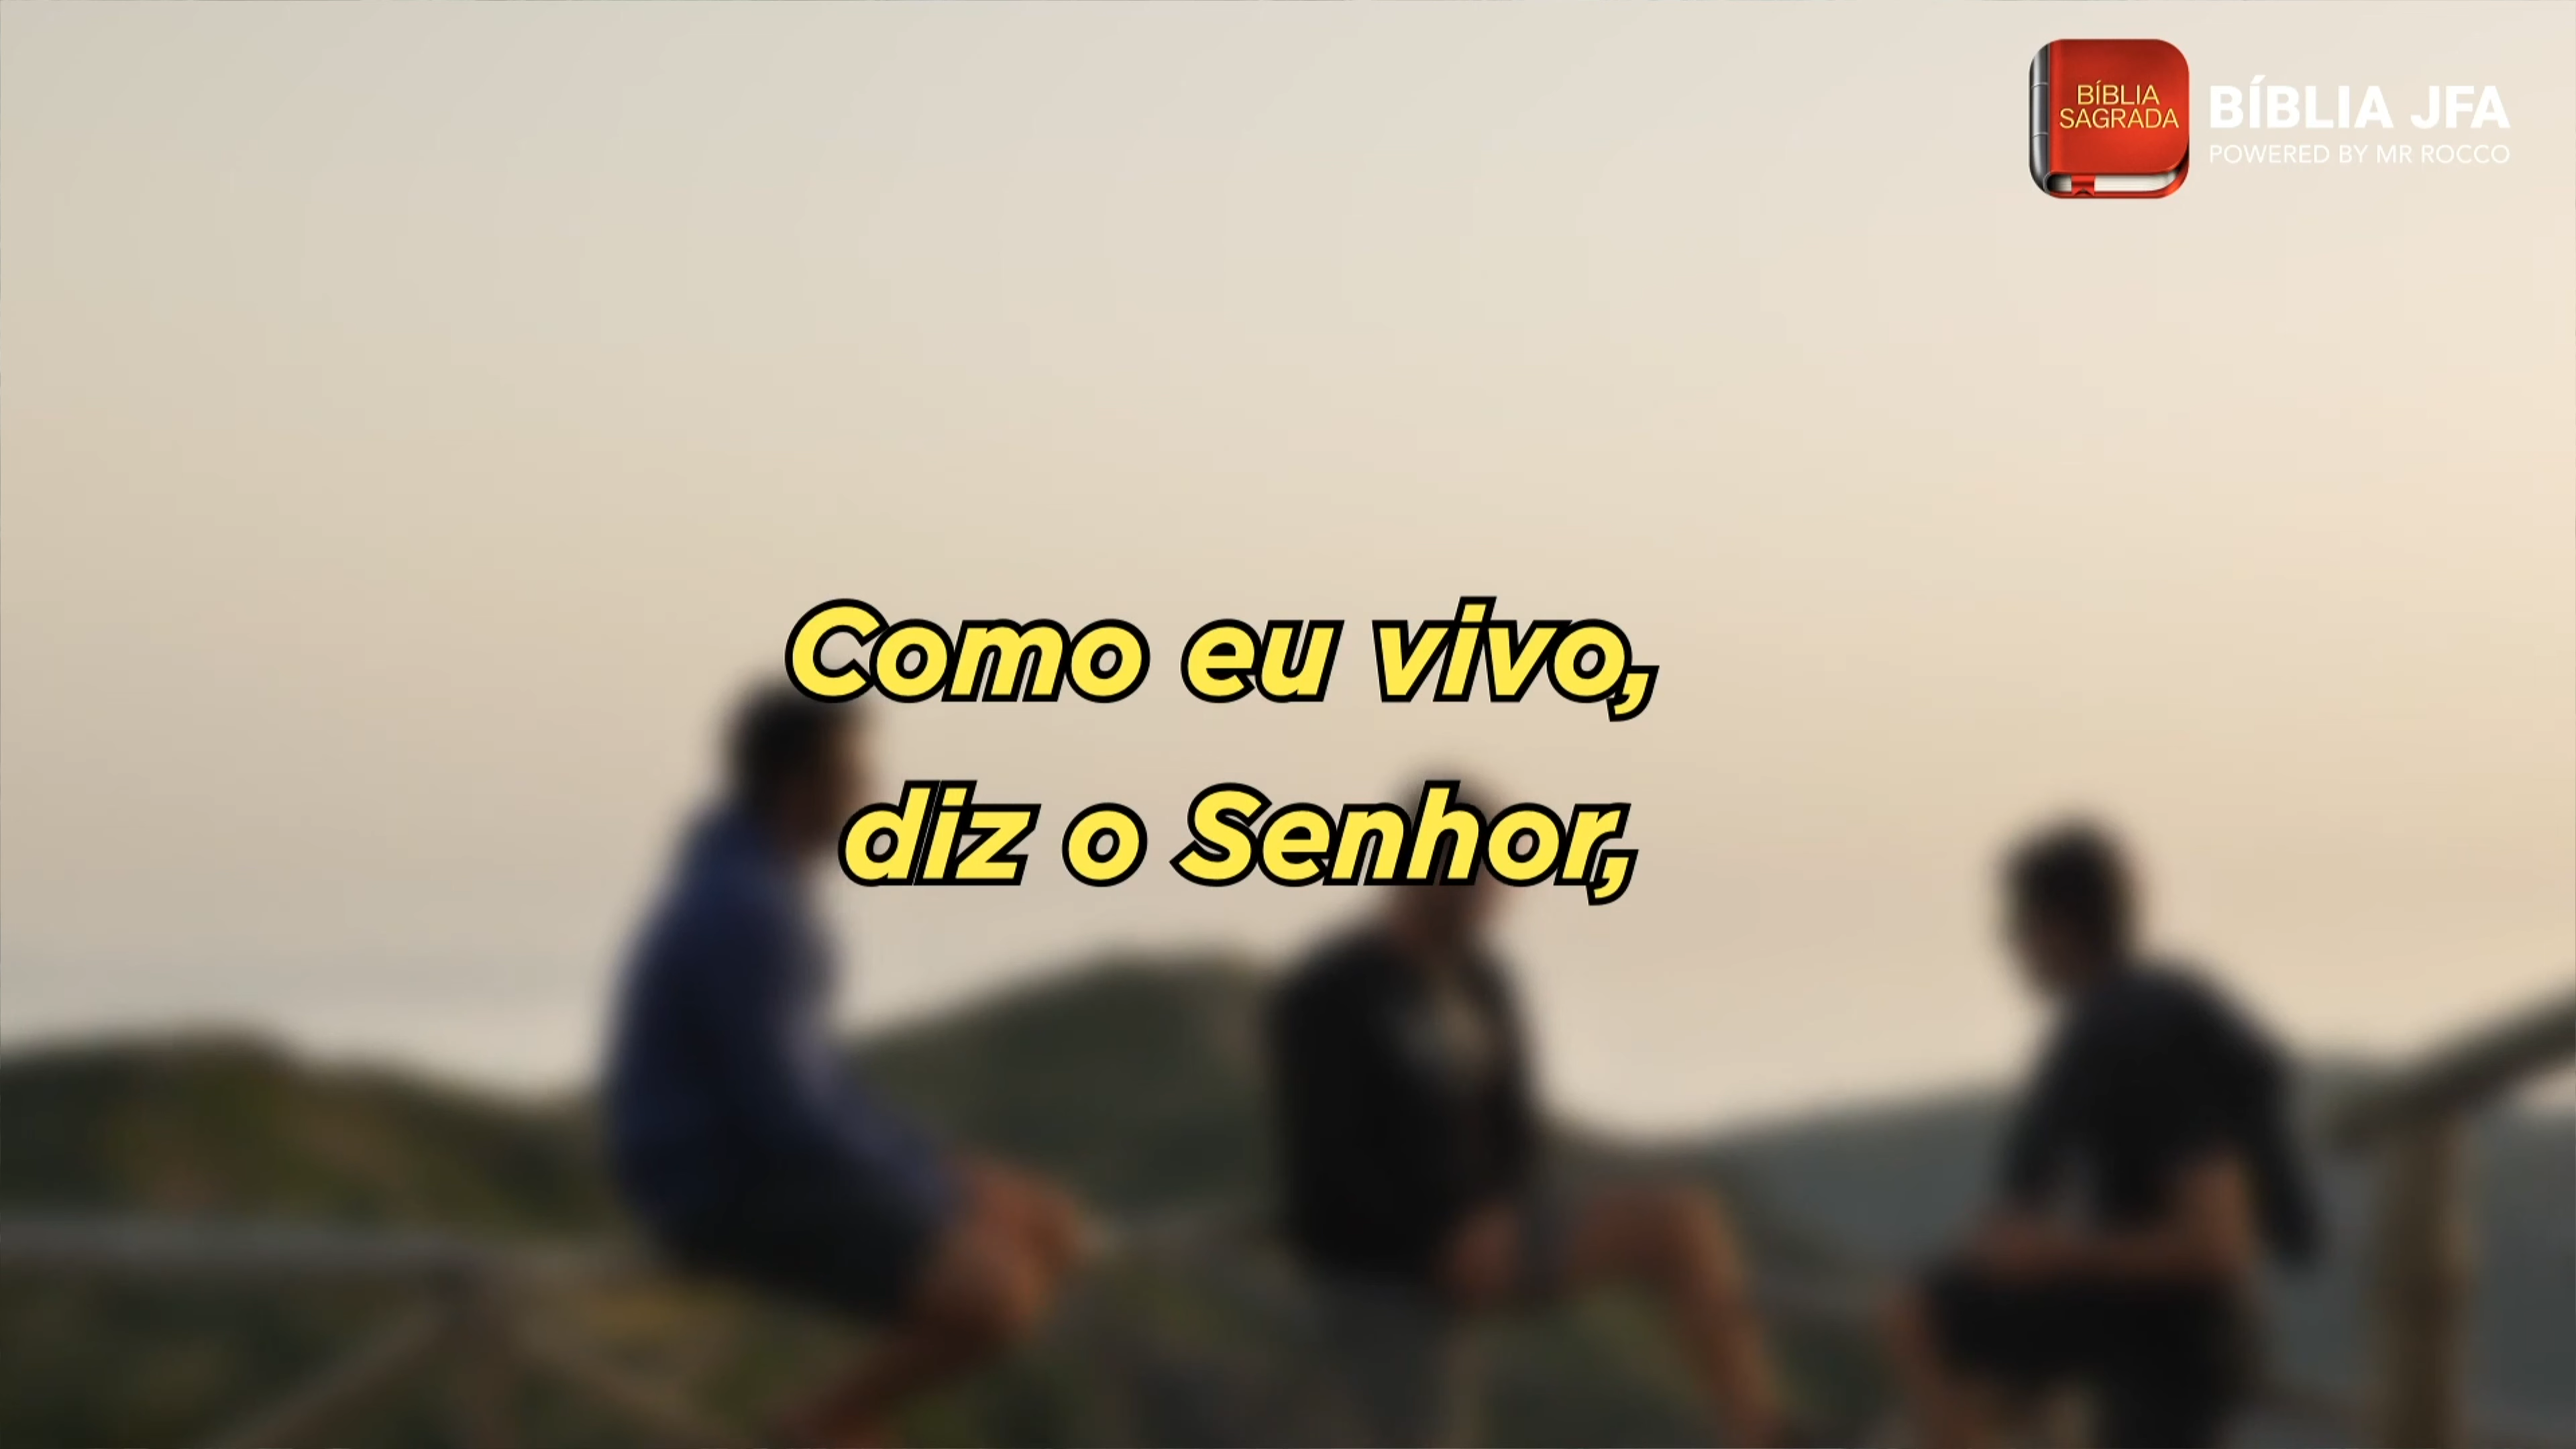 BÍBLIA
SAGRADA
BÍBLIA JFA
POWERED BY MR ROCCO
Como eu vivo,
diz o Senhor,